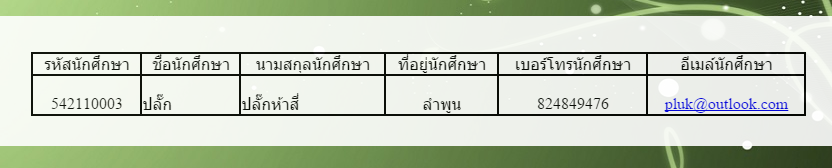 รหัสนักศึกษา ชื่อนักศึกษา นามสกุลนักศึกษา ที่อยู่นักศึกษา เบอร์โทรนักศึกษา อีเมล์นักศึกษา
542110003 ปลั๊ก ปลั๊กห้าสี่ ลำพูน 824849476 pluk@outlook.com